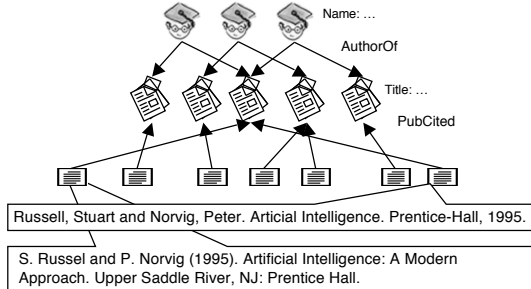 Name: ...
AuthorOf
Title: ...
PubCited
Russell, Stuart and Norvig, Peter. Articial Intelligence. Prentice-Hall, 1995.
S. Russel and P. Norvig (1995). Artificial Intelligence: A Modern
Approach. Upper Saddle River, NJ: Prentice Hall.